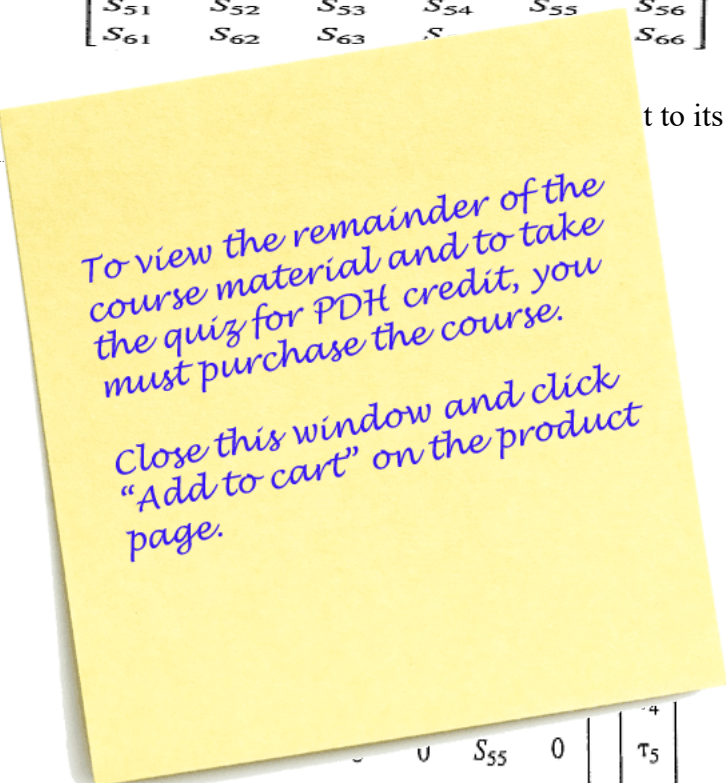 S51 S52 S53 S54 S55 S56
S61 S62 S63 S66
t to its
To view the remainder of the
course material and to take
the quiz for PDH credit, you
must purchase the course.
Close this window and click
“Add to cart” on the product
page.
4
0 S55 0 τ5